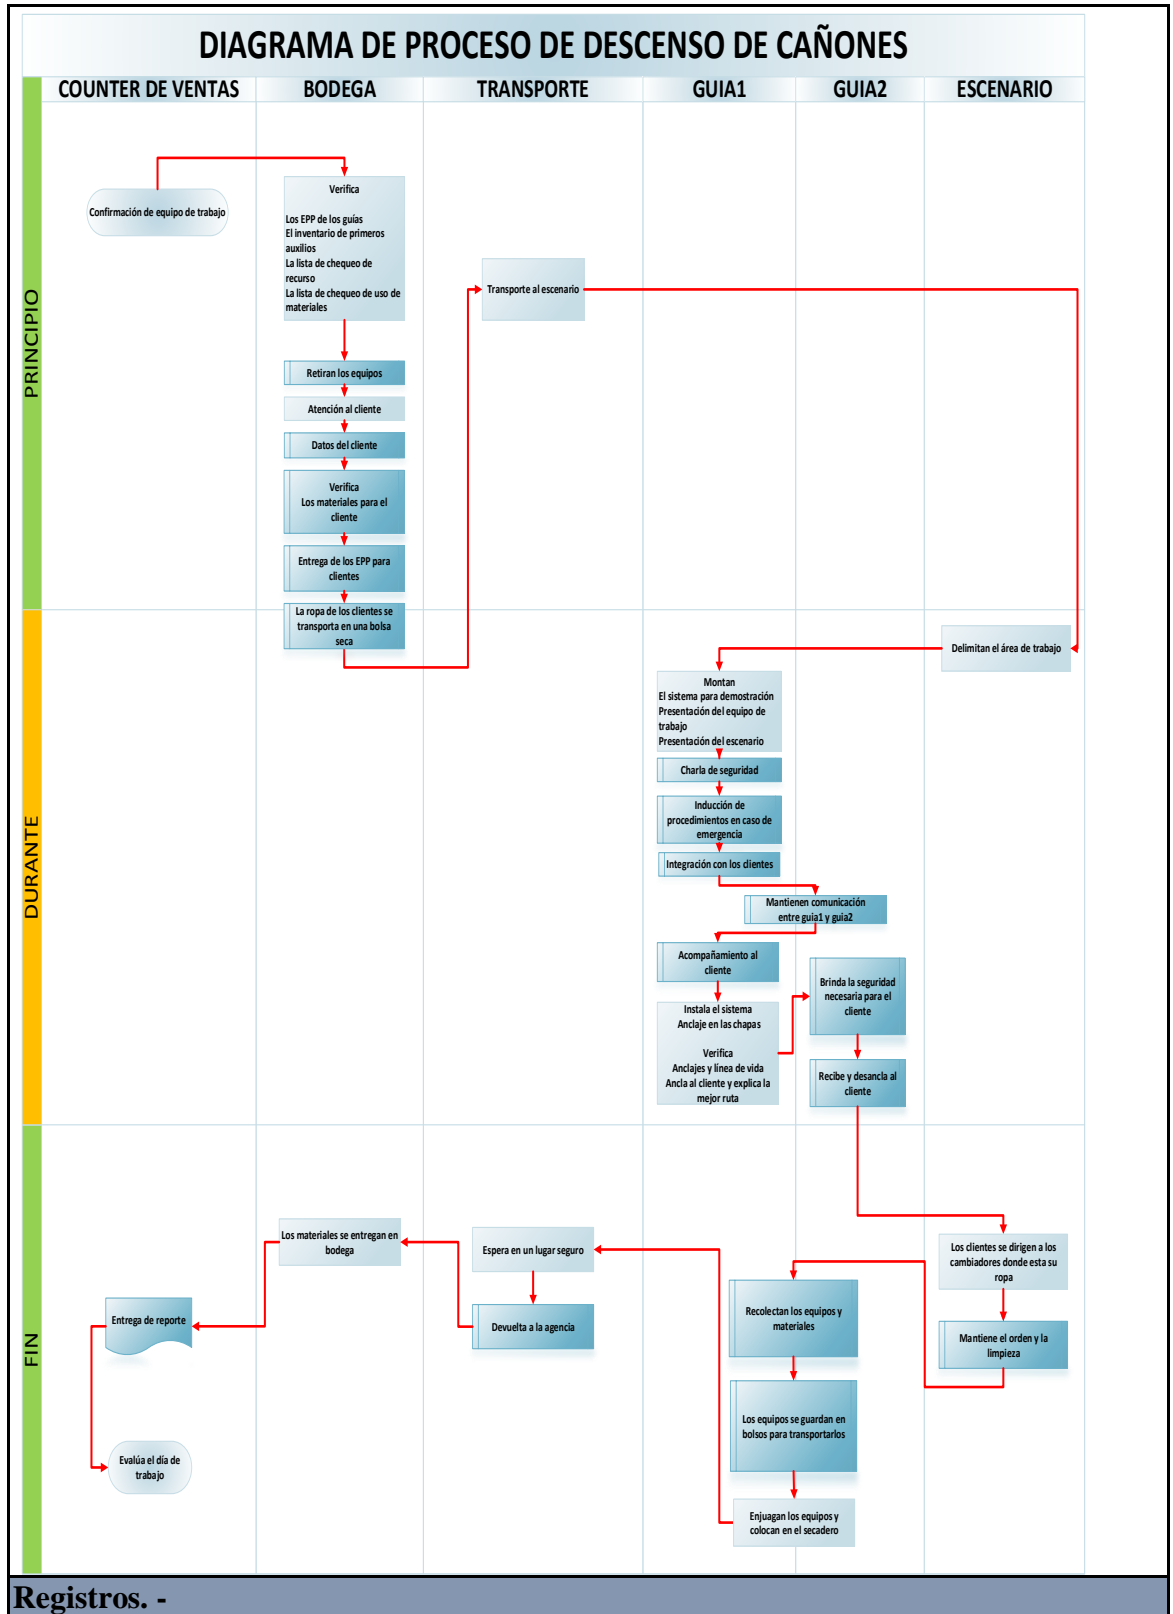 DIAGRAMA DE PROCESO DE DESCENSO DE CAÑONES
COUNTER DE VENTAS
BODEGA
TRANSPORTE
GUIA1
GUIA2
ESCENARIO
PRINCIPIO
Confirmación de equipo de trabajo
Verifica
Los EPP de los guías
El inventario de primeros
auxilios
La lista de chequeo de
recurso
La lista de chequeo de uso de
materiales
Retiran los equipos
Atención al cliente
Datos del cliente
Verifica
Los materiales para el
cliente
Entrega de los EPP para
clientes
La ropa de los clientes se
transporta en una bolsa
seca
Transporte al escenario
DURANTE
Delimitan el área de trabajo
Montan
El sistema para demostración
Presentación del equipo de
trabajo
Presentación del escenario
Charla de seguridad
Inducción de
procedimientos en caso de
emergencia
Integración con los clientes
Mantienen comunicación
entre guia1 y guia2
Acompañamiento al
cliente
Instala el sistema
Anclaje en las chapas
Verifica
Anclajes y línea de vida
Ancla al cliente y explica la
mejor ruta
Brinda la seguridad
necesaria para el
cliente
Recibe y desancla al
cliente
FIN
Los clientes se dirigen a los
cambiadores donde esta su
ropa
Mantiene el orden y la
limpieza
Recolectan los equipos y
materiales
Los equipos se guardan en
bolsos para transportarlos
Enjuagan los equipos y
colocan en el secadero
Espera en un lugar seguro
Devuelta a la agencia
Los materiales se entregan en
bodega
Entrega de reporte
Evalúa el día de
trabajo
Registros. -